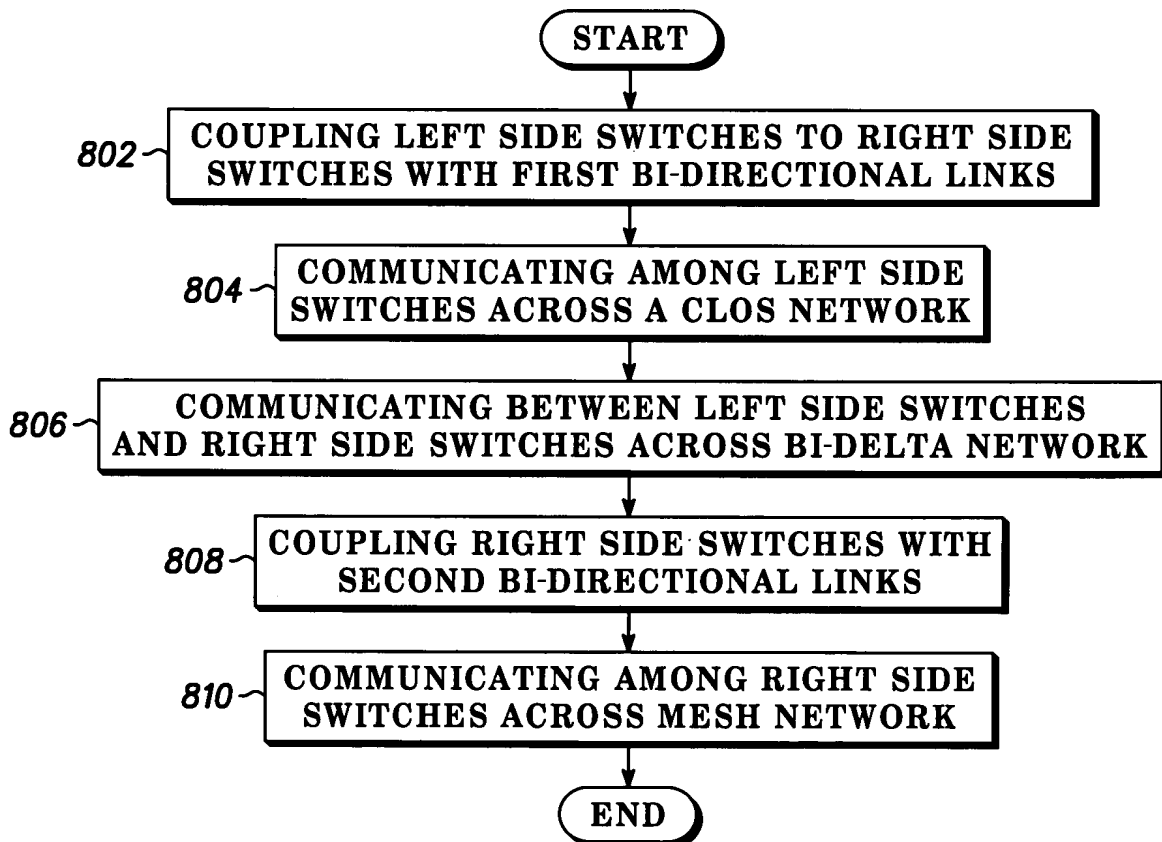 START
802
COUPLING LEFT SIDE SWITCHES TO RIGHT SIDE
SWITCHES WITH FIRST BI-DIRECTIONAL LINKS
804
COMMUNICATING AMONG LEFT SIDE
SWITCHES ACROSS A CLOS NETWORK
806
COMMUNICATING BETWEEN LEFT SIDE SWITCHES
AND RIGHT SIDE SWITCHES ACROSS BI-DELTA NETWORK
808
COUPLING RIGHT SIDE SWITCHES WITH
SECOND BI-DIRECTIONAL LINKS
810
COMMUNICATING AMONG RIGHT SIDE
SWITCHES ACROSS MESH NETWORK
END